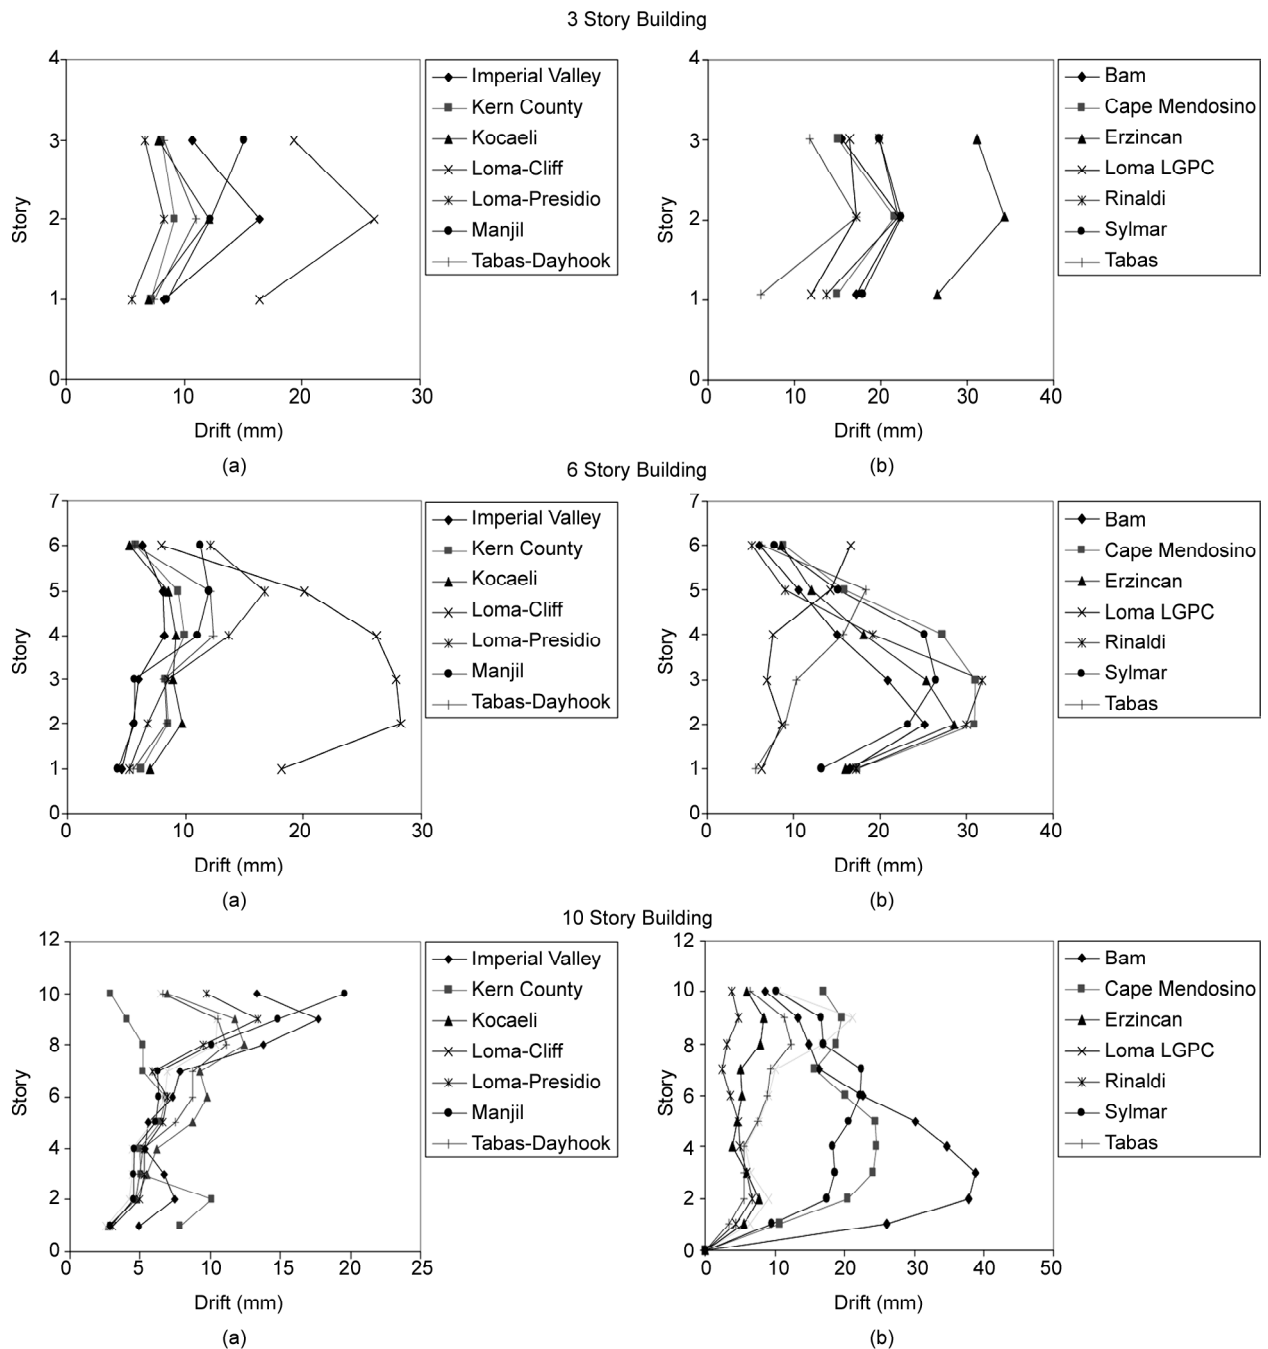 3 Story Building
4
3
2
1
0
Story
0 10 20 30
Drift (mm)
(a)
Imperial Valley
Kern County
Kocaeli
Loma-Cliff
Loma-Presidio
Manjil
Tabas-Dayhook
4
3
2
1
0
Story
0 10 20 30 40
Drift (mm)
(b)
Bam
Cape Mendosino
Erzincan
Loma LGPC
Rinaldi
Sylmar
Tabas
6 Story Building
7
6
5
4
3
2
1
0
Story
0 10 20 30
Drift (mm)
(a)
Imperial Valley
Kern County
Kocaeli
Loma-Cliff
Loma-Presidio
Manjil
Tabas-Dayhook
7
6
5
4
3
2
1
0
Story
0 10 20 30 40
Drift (mm)
(b)
Bam
Cape Mendosino
Erzincan
Loma LGPC
Rinaldi
Sylmar
Tabas
10 Story Building
12
10
8
6
4
2
0
Story
0 5 10 15 20 25
Drift (mm)
(a)
Imperial Valley
Kern County
Kocaeli
Loma-Cliff
Loma-Presidio
Manjil
Tabas-Dayhook
12
10
8
6
4
2
0
Story
0 10 20 30 40 50
Drift (mm)
(b)
Bam
Cape Mendosino
Erzincan
Loma LGPC
Rinaldi
Sylmar
Tabas